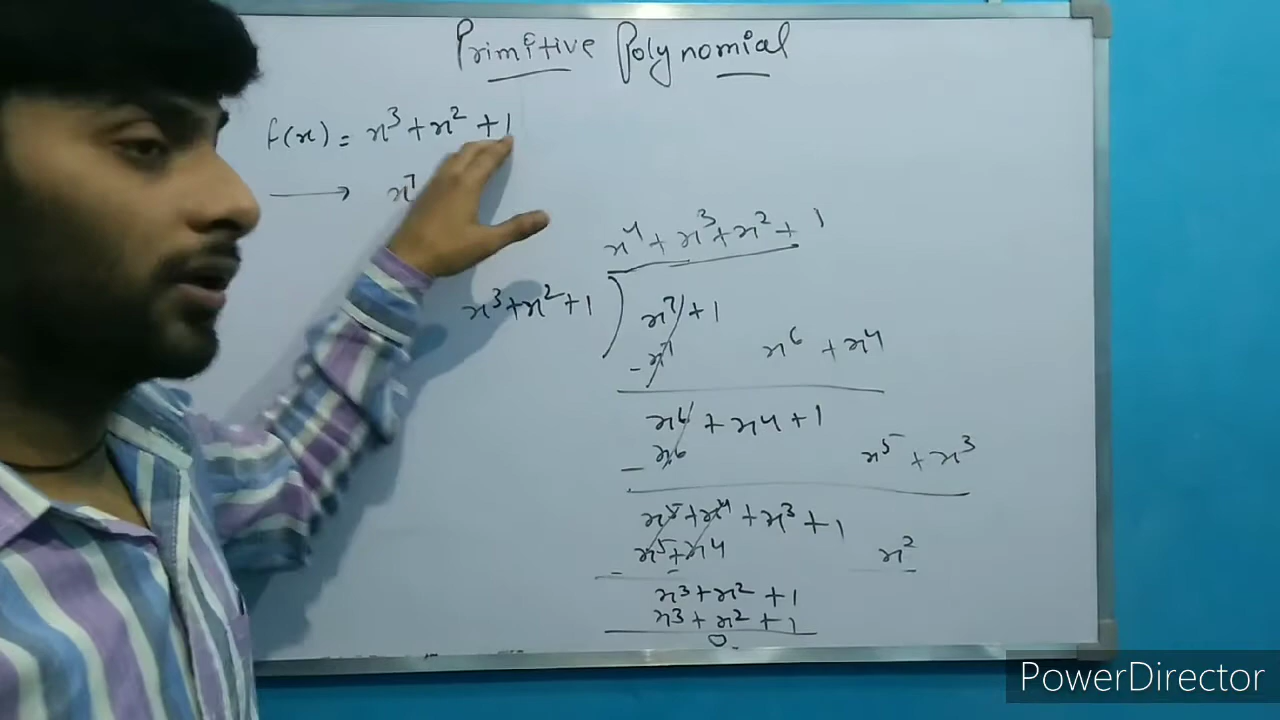 Primitive Polynomial
f(x) = x³ + x² + 1
⟶ x⁷
x⁴ + x³ + x² + 1
x³ + x² + 1 ) x⁷ + 1
- x⁷ x⁶ + x⁴
x⁶ + x⁴ + 1
- x⁶ x⁵ + x³
x⁵ + x⁴ + x³ + 1
- x⁵ + x⁴ x²
x³ + x² + 1
x³ + x² + 1
0
PowerDirector